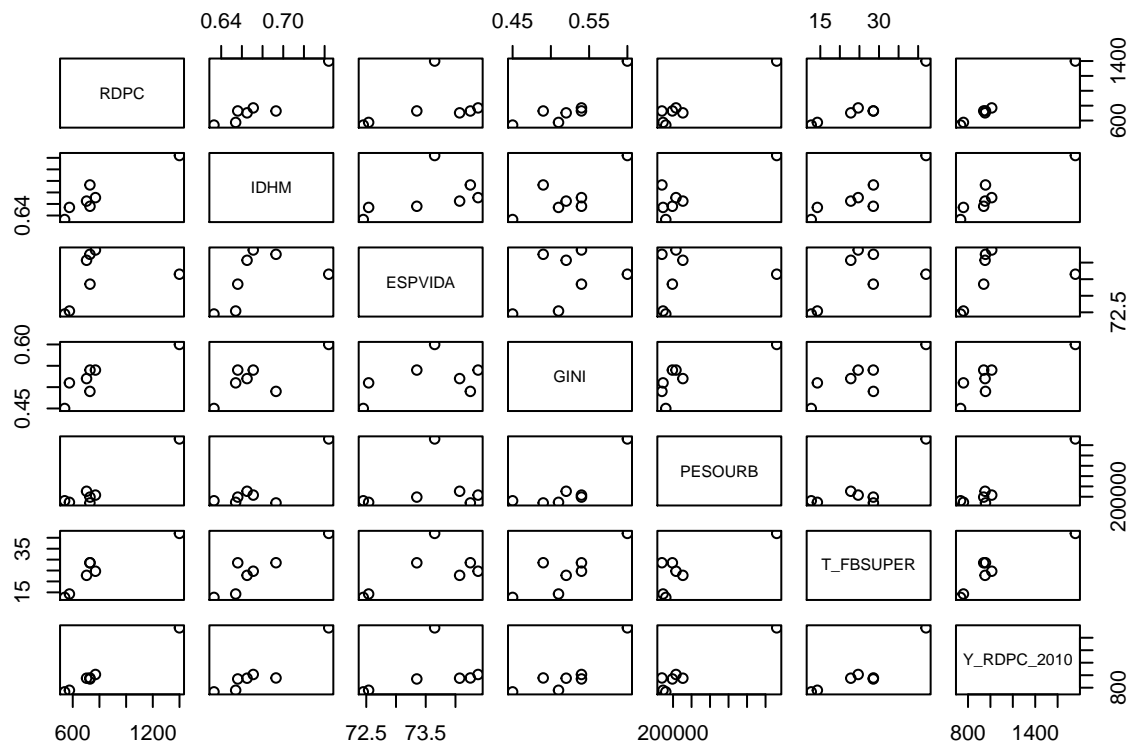 0.64 0.70 0.45 0.55 15 30
RDPC 600 1400
0.64 IDHM
ESPVIDA 72.5
0.45 0.60 GINI
PESOURB 200000
15 35 T_FBSUPER
Y_RDPC_2010 800
600 1200 72.5 73.5 200000 800 1400